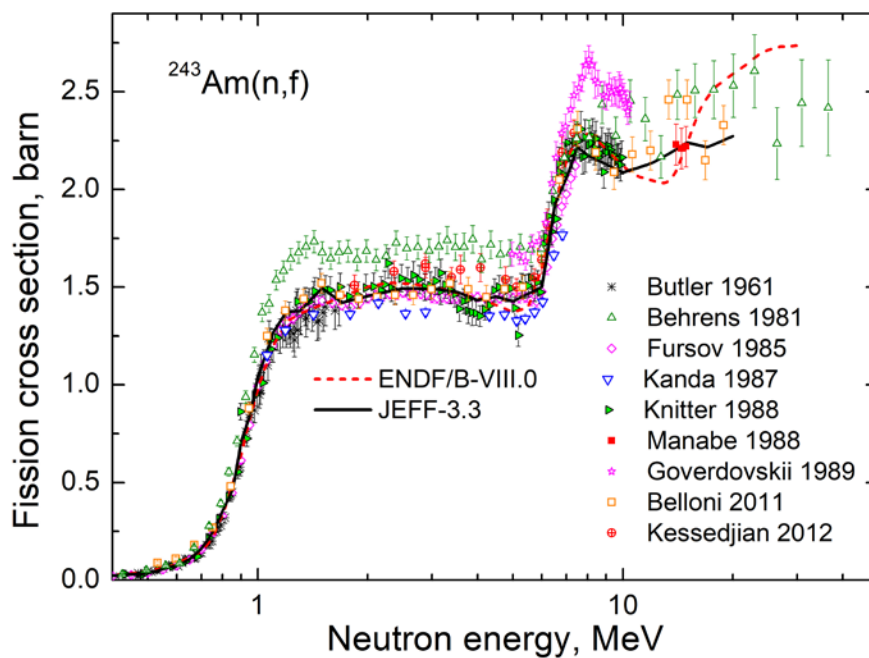 ²⁴³Am(n,f)
Fission cross section, barn
2.5
2.0
1.5
1.0
0.5
0.0
ENDF/B-VIII.0
JEFF-3.3
Butler 1961
Behrens 1981
Fursov 1985
Kanda 1987
Knitter 1988
Manabe 1988
Goverdovskii 1989
Belloni 2011
Kessedjian 2012
1
10
Neutron energy, MeV